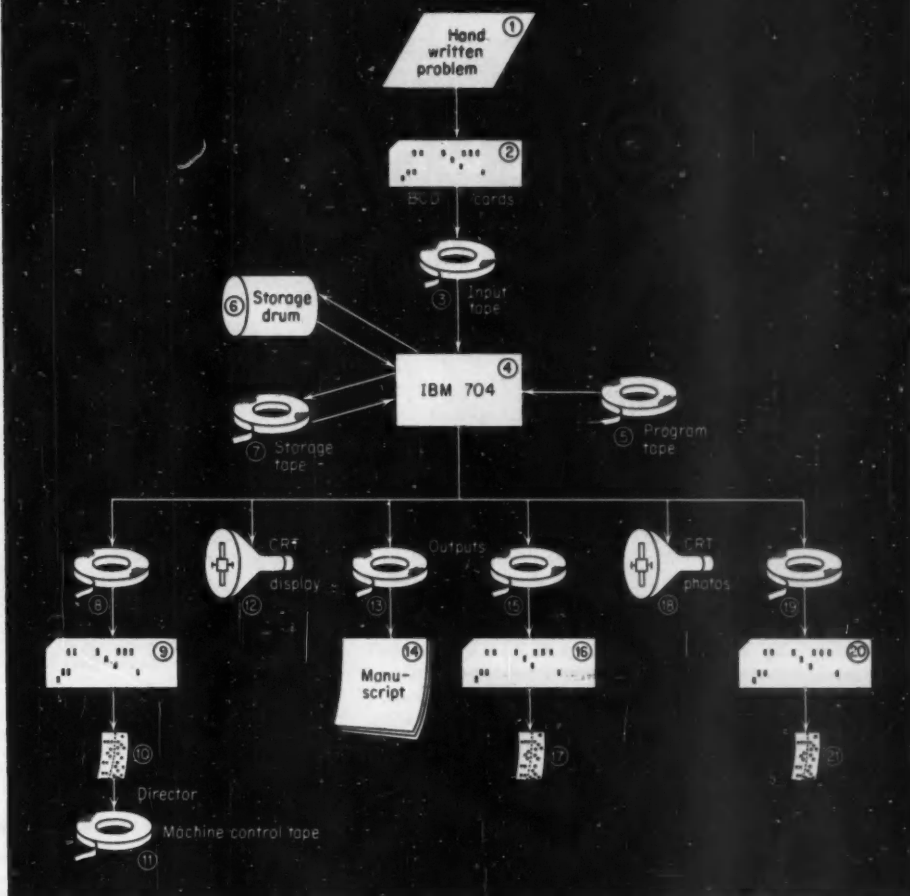 ①
Hand
written
problem
②
BCD cards
③ Input
tape
⑥ Storage
drum
④
IBM 704
⑦ Storage
tape
⑤ Program
tape
Outputs
⑧
CRT
display
⑫
⑬
⑮
CRT
photos
⑱
⑲
⑨
⑭
Manu-
script
⑯
⑳
⑩
⑰
㉑
Director
Machine control tape
⑪